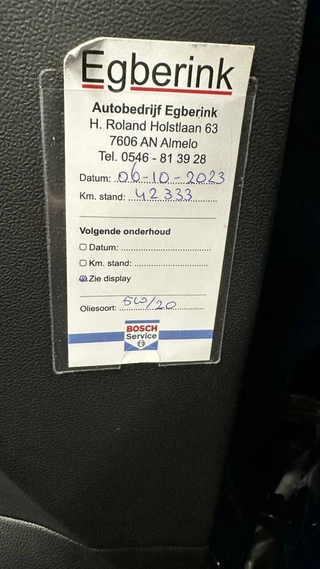 Egberink
Autobedrijf Egberink
H. Roland Holstlaan 63
7606 AN Almelo
Tel. 0546 - 81 39 28
Datum: 06-10-2023
Km. stand: 42333
Volgende onderhoud
Datum:
Km. stand:
Zie display
Oliesoort: 5W/20
BOSCH
Service